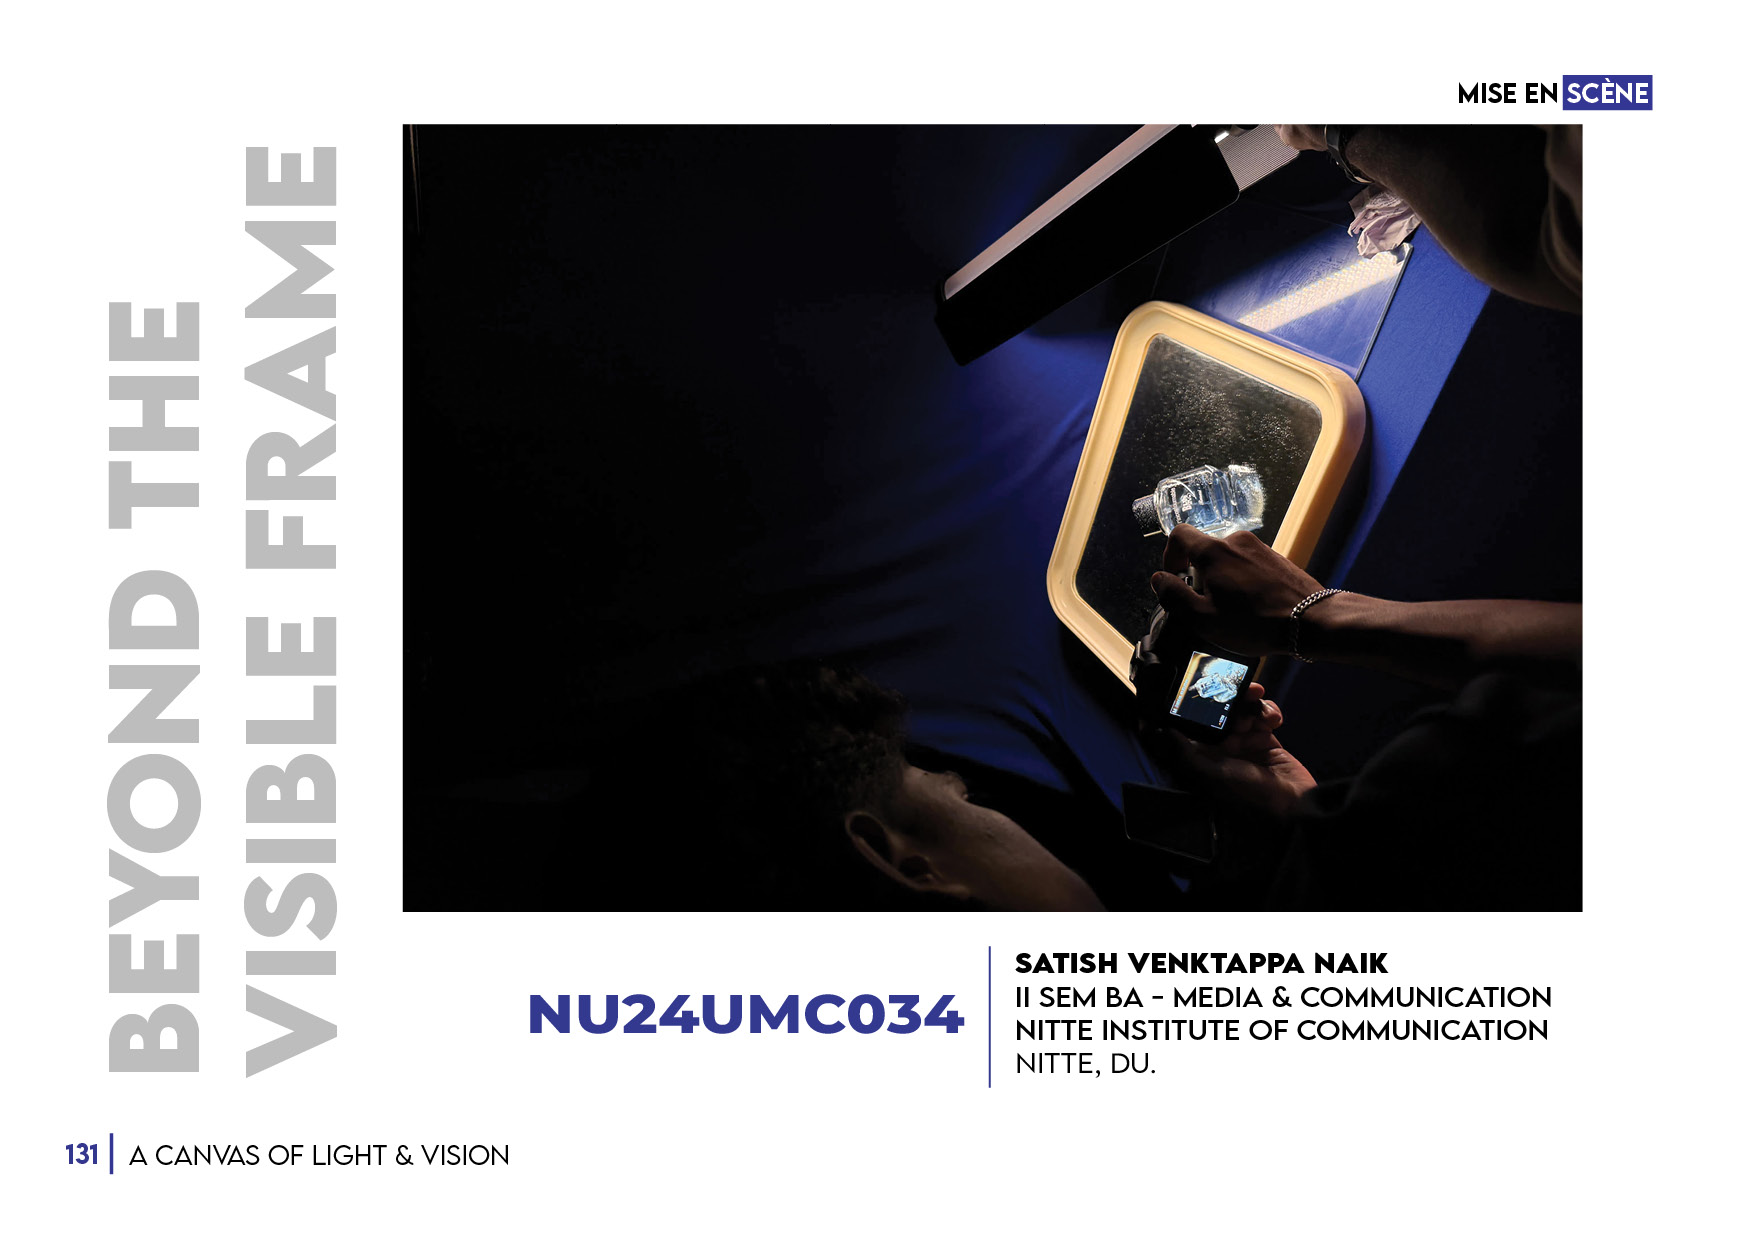 MISE EN SCÈNE
BEYOND THE
VISIBLE FRAME
NU24UMC034
SATISH VENKTAPPA NAIK
II SEM BA - MEDIA & COMMUNICATION
NITTE INSTITUTE OF COMMUNICATION
NITTE, DU.
131 | A CANVAS OF LIGHT & VISION